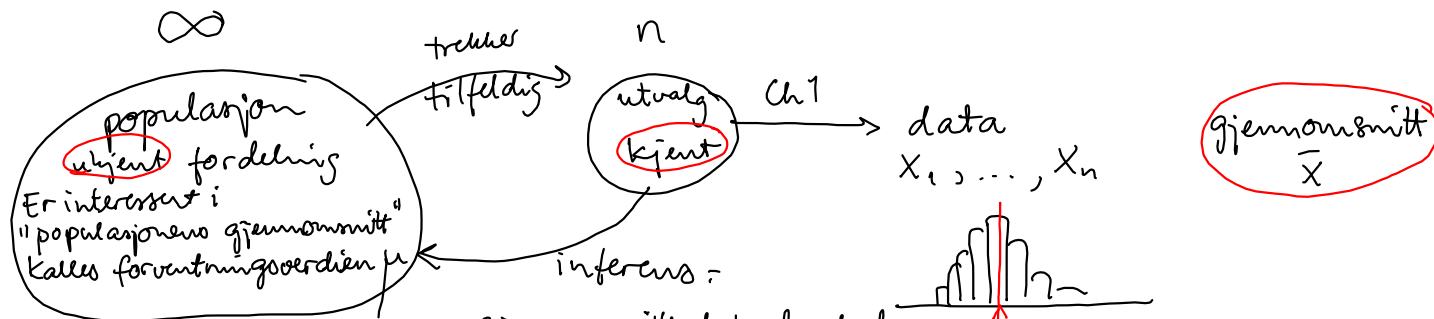 ∞
populasjon
ukjent fordeling
Er interessert i
"populasjonens gjennomsnitt"
kalles forventningsverdien μ
trekker
tilfeldig
n
utvalg
kjent
Ch1
data
X₁, ..., Xₙ
gjennomsnitt
X̄
inferens =